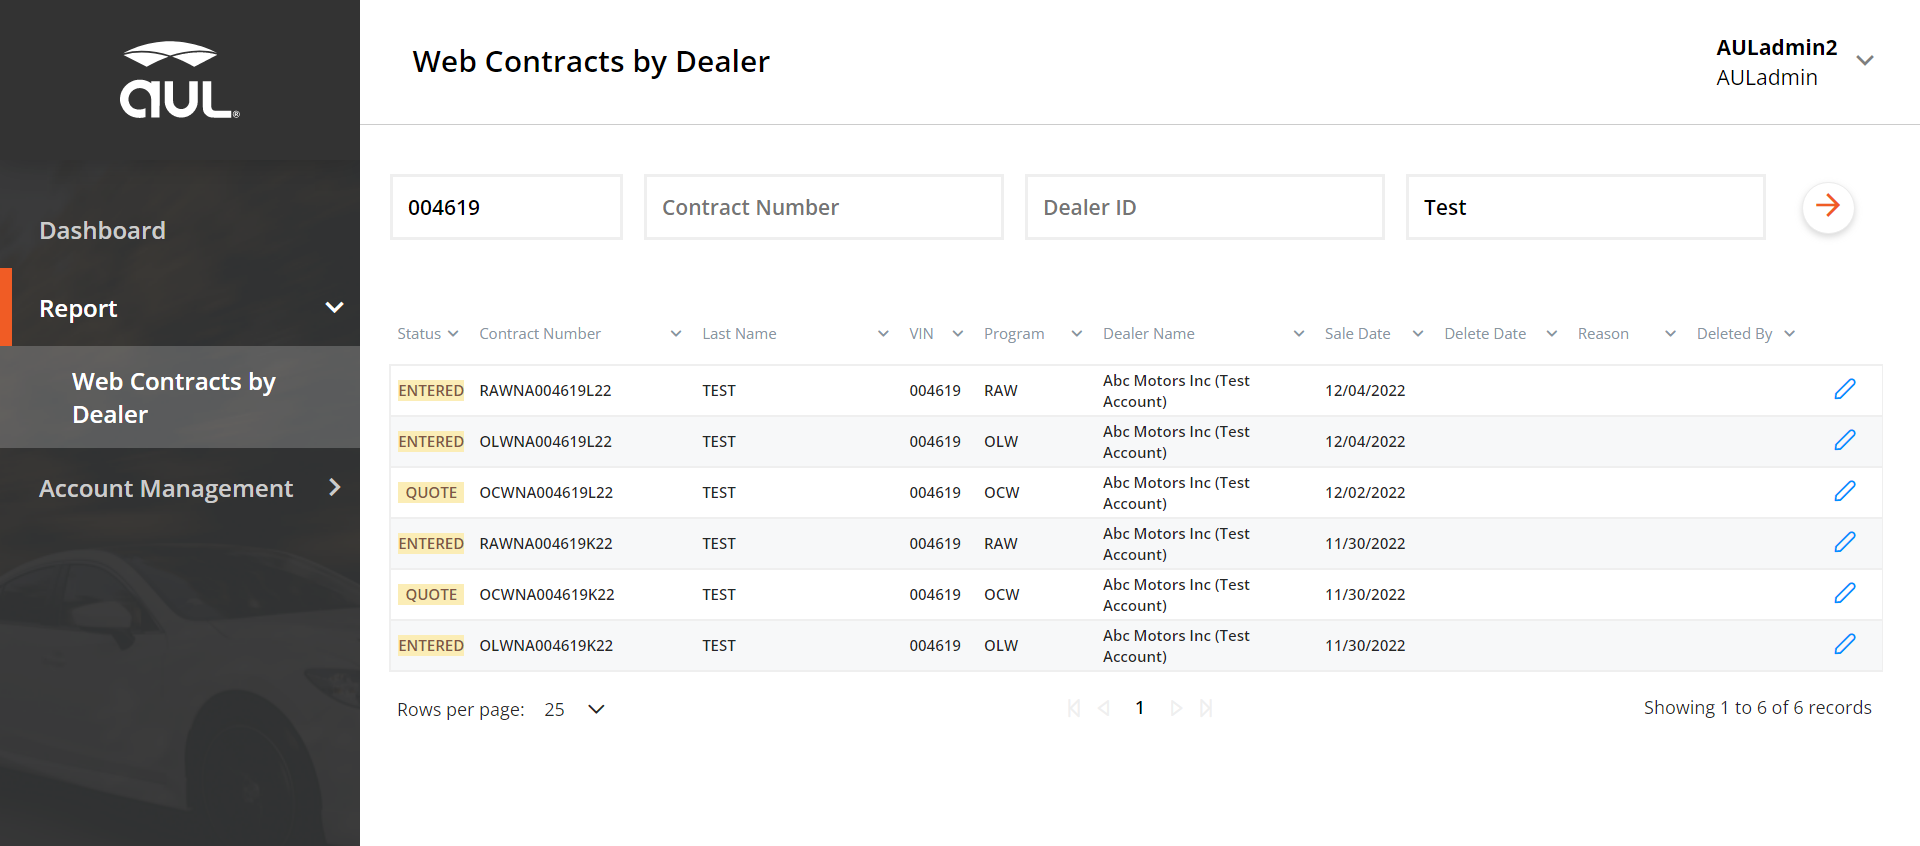 aul®
Web Contracts by Dealer
AULadmin2
AULadmin
Dashboard
Report
Web Contracts by
Dealer
Account Management
004619
Contract Number
Dealer ID
Test
Status Contract Number Last Name VIN Program Dealer Name Sale Date Delete Date Reason Deleted By
ENTERED RAWNA004619L22 TEST 004619 RAW Abc Motors Inc (Test
Account) 12/04/2022
ENTERED OLWNA004619L22 TEST 004619 OLW Abc Motors Inc (Test
Account) 12/04/2022
QUOTE OCWNA004619L22 TEST 004619 OCW Abc Motors Inc (Test
Account) 12/02/2022
ENTERED RAWNA004619K22 TEST 004619 RAW Abc Motors Inc (Test
Account) 11/30/2022
QUOTE OCWNA004619K22 TEST 004619 OCW Abc Motors Inc (Test
Account) 11/30/2022
ENTERED OLWNA004619K22 TEST 004619 OLW Abc Motors Inc (Test
Account) 11/30/2022
Rows per page: 25
1
Showing 1 to 6 of 6 records